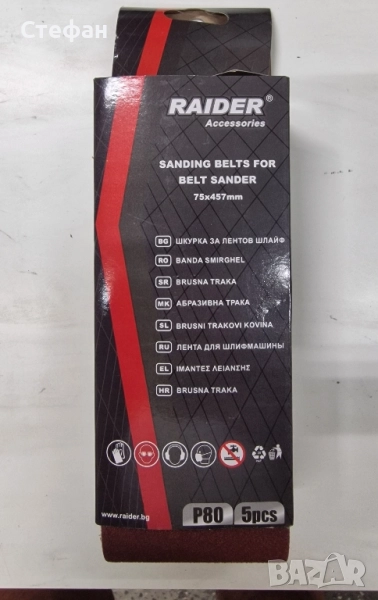 Стефан
RAIDER®
Accessories
SANDING BELTS FOR
BELT SANDER
75x457mm
BG ШКУРКА ЗА ЛЕНТОВ ШЛАЙФ
RO BANDA SMIRGHEL
SR BRUSNA TRAKA
MK АБРАЗИВНА ТРАКА
SL BRUSNI TRAKOVI KOVINA
RU ЛЕНТА ДЛЯ ШЛИФМАШИНЫ
EL ΙΜΑΝΤΕΣ ΛΕΙΑΝΣΗΣ
HR BRUSNA TRAKA
www.raider.bg
P80 5pcs
BAZAR